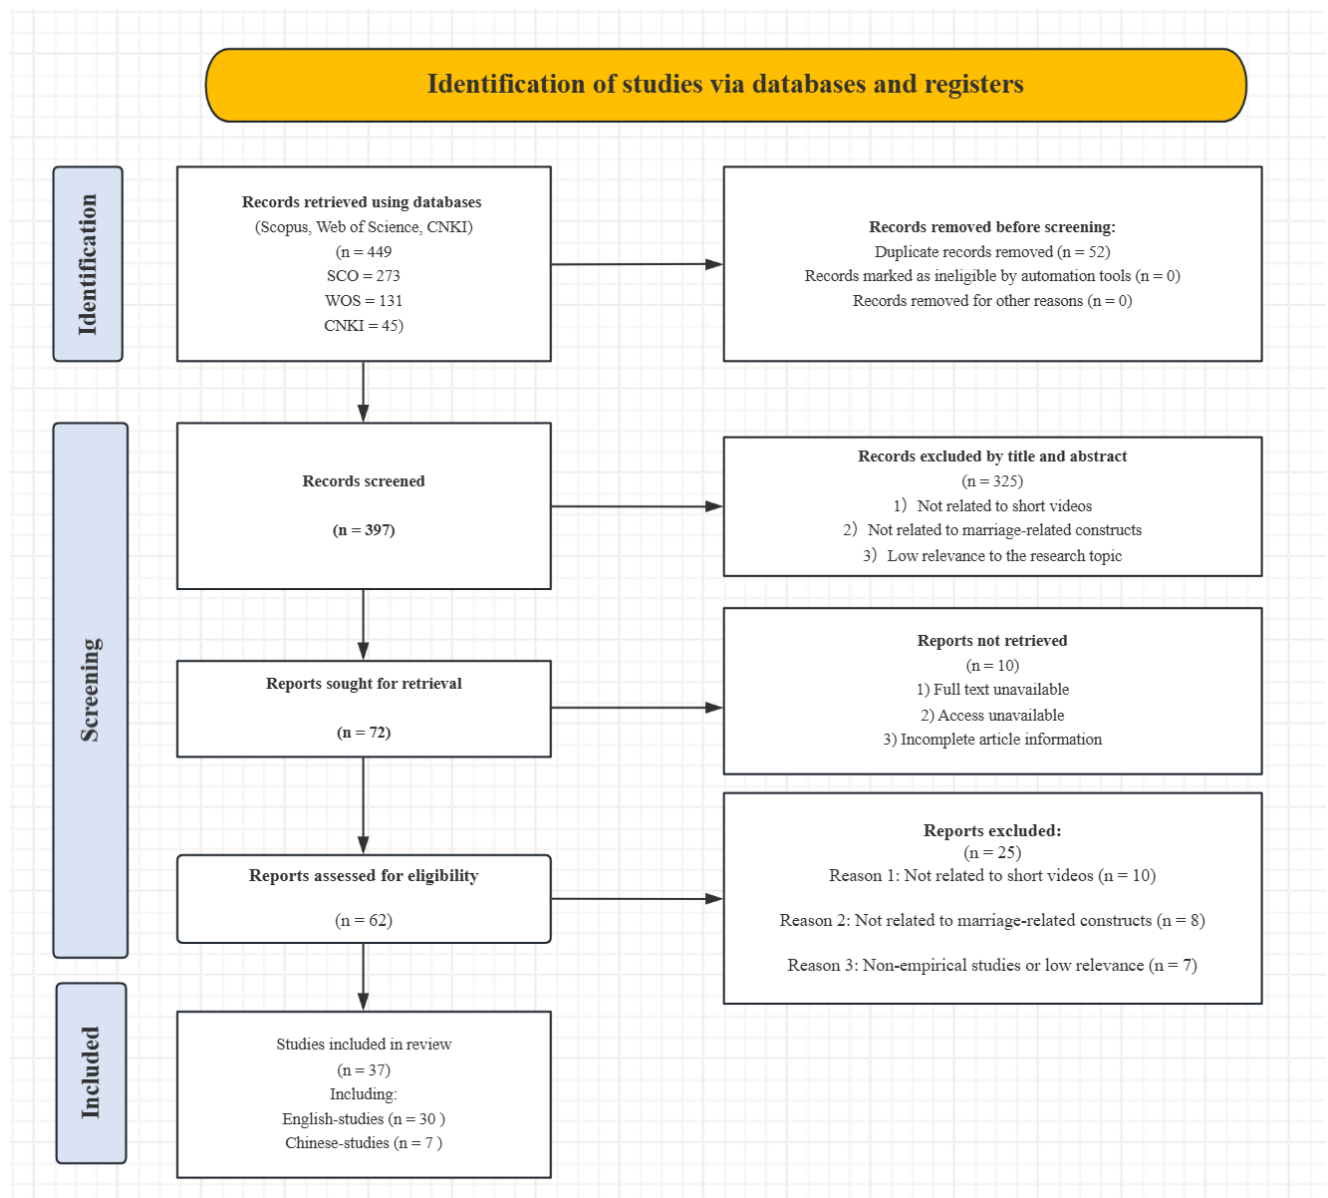 Identification of studies via databases and registers
Identification
Records retrieved using databases
(Scopus, Web of Science, CNKI)
(n = 449
SCO = 273
WOS = 131
CNKI = 45)
Records removed before screening:
Duplicate records removed (n = 52)
Records marked as ineligible by automation tools (n = 0)
Records removed for other reasons (n = 0)
Screening
Records screened
(n = 397)
Records excluded by title and abstract
(n = 325)
1）Not related to short videos
2）Not related to marriage-related constructs
3）Low relevance to the research topic
Reports sought for retrieval
(n = 72)
Reports not retrieved
(n = 10)
1) Full text unavailable
2) Access unavailable
3) Incomplete article information
Reports assessed for eligibility
(n = 62)
Reports excluded:
(n = 25)
Reason 1: Not related to short videos (n = 10)
Reason 2: Not related to marriage-related constructs (n = 8)
Reason 3: Non-empirical studies or low relevance (n = 7)
Included
Studies included in review
(n = 37)
Including:
English-studies (n = 30 )
Chinese-studies (n = 7 )